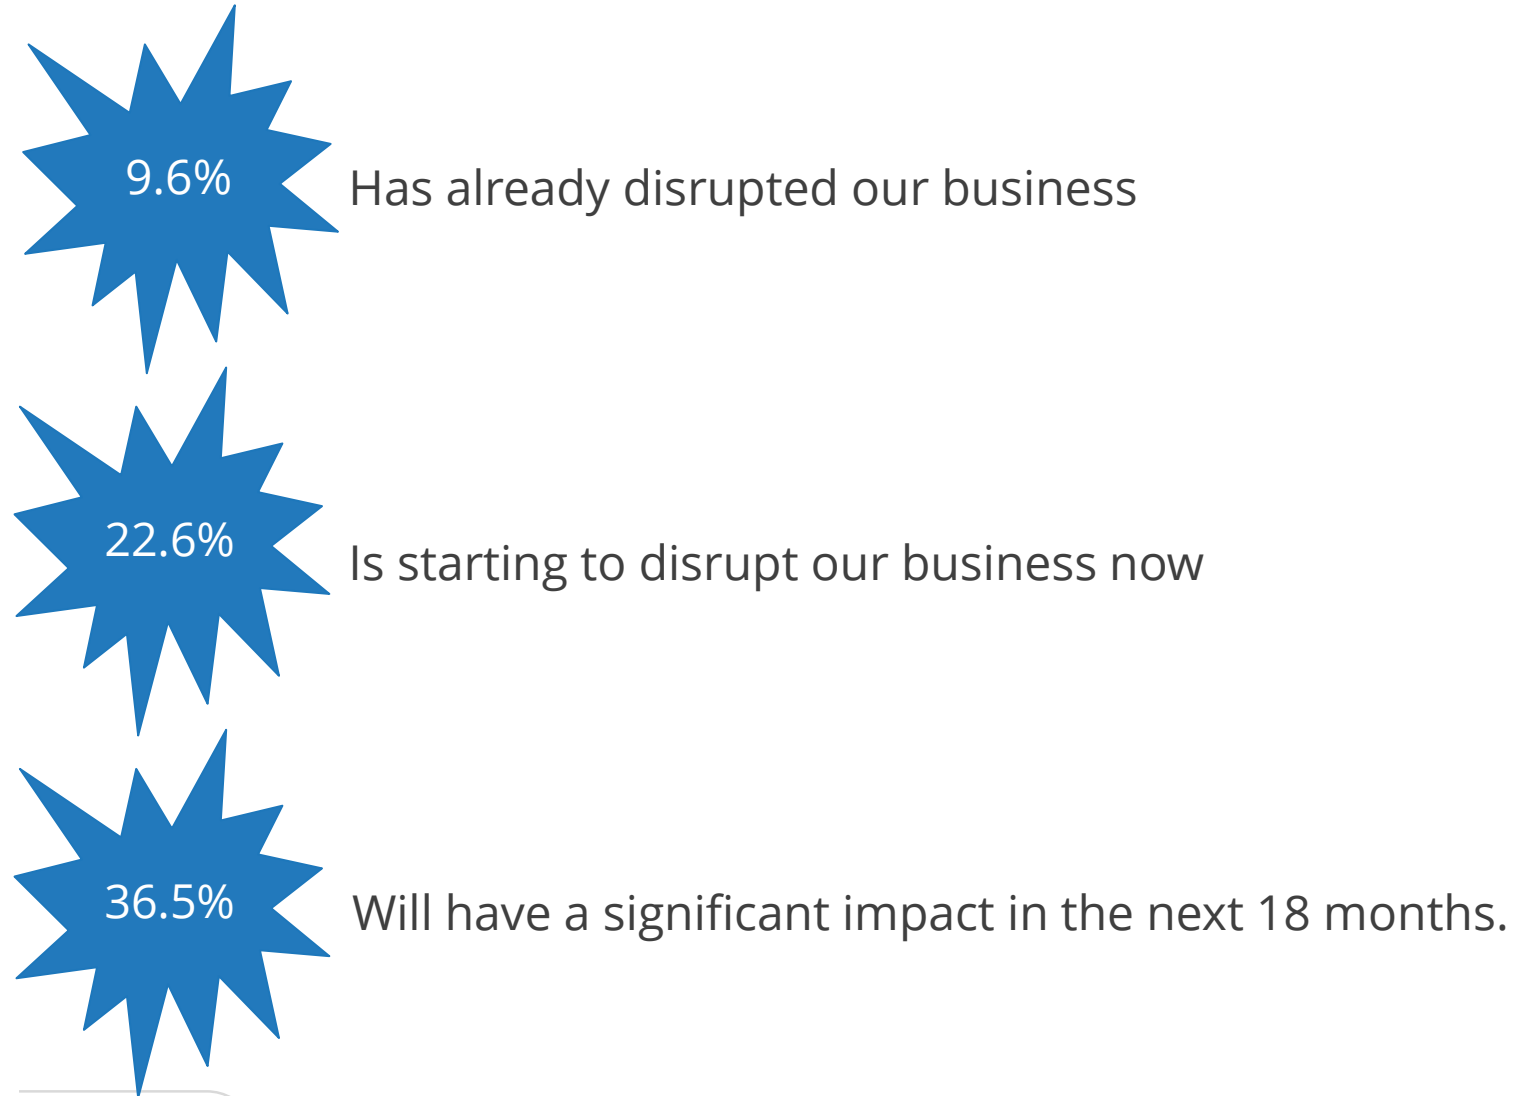 9.6%
Has already disrupted our business
22.6%
Is starting to disrupt our business now
36.5%
Will have a significant impact in the next 18 months.